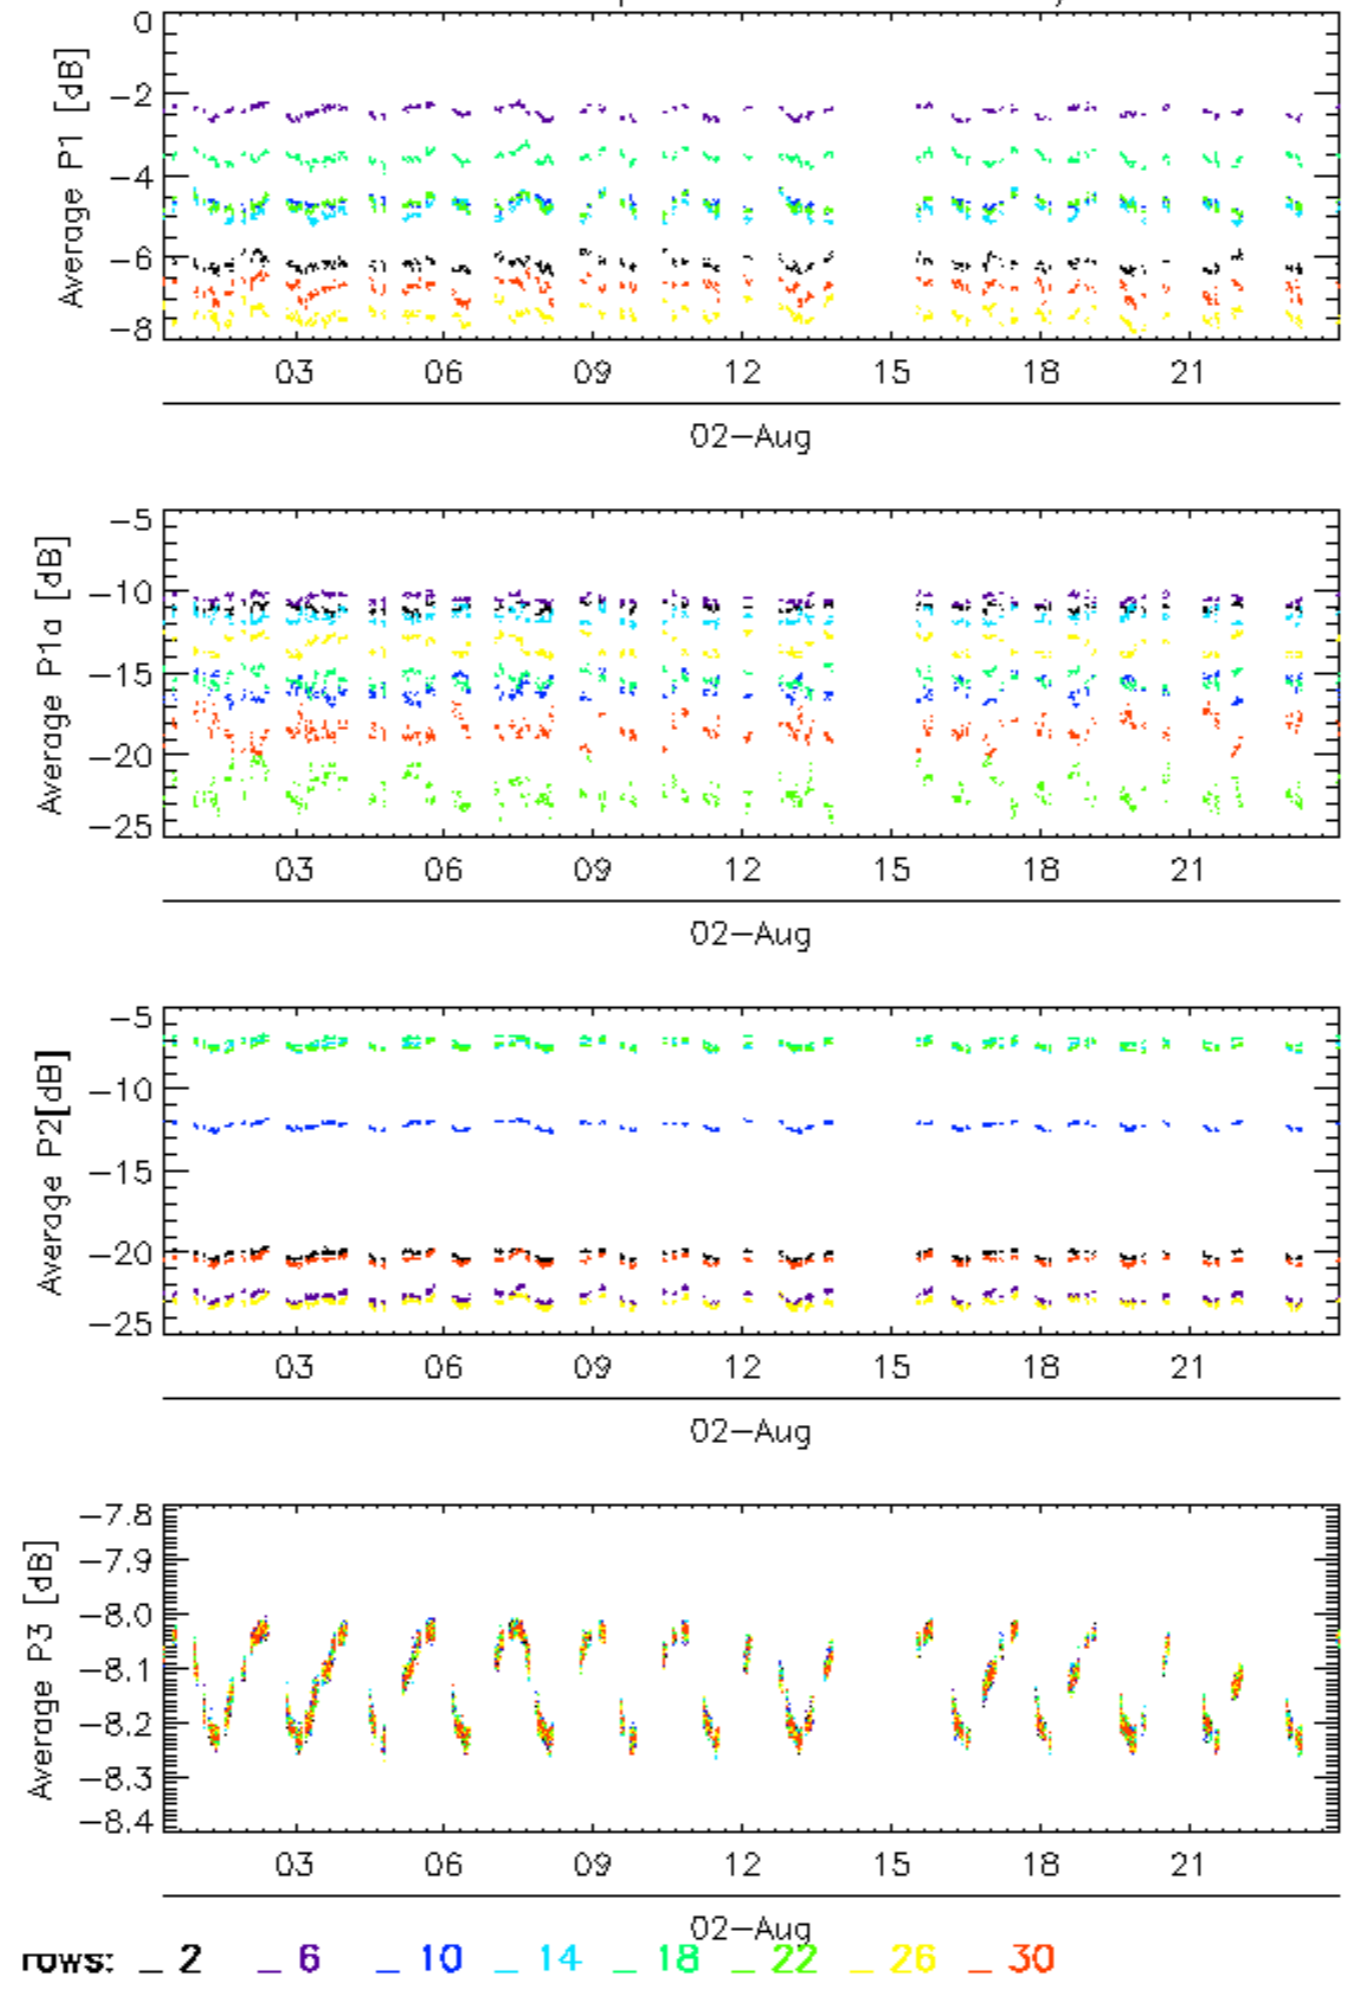 0
−2
−4
−6
−8
Average P1 [dB]
03 06 09 12 15 18 21
02−Aug
−5
−10
−15
−20
−25
Average P1a [dB]
03 06 09 12 15 18 21
02−Aug
−5
−10
−15
−20
−25
Average P2[dB]
03 06 09 12 15 18 21
02−Aug
−7.8
−7.9
−8.0
−8.1
−8.2
−8.3
−8.4
Average P3 [dB]
03 06 09 12 15 18 21
02−Aug
rows: _ 2 _ 6 _ 10 _ 14 _ 18 _ 22 _ 26 _ 30